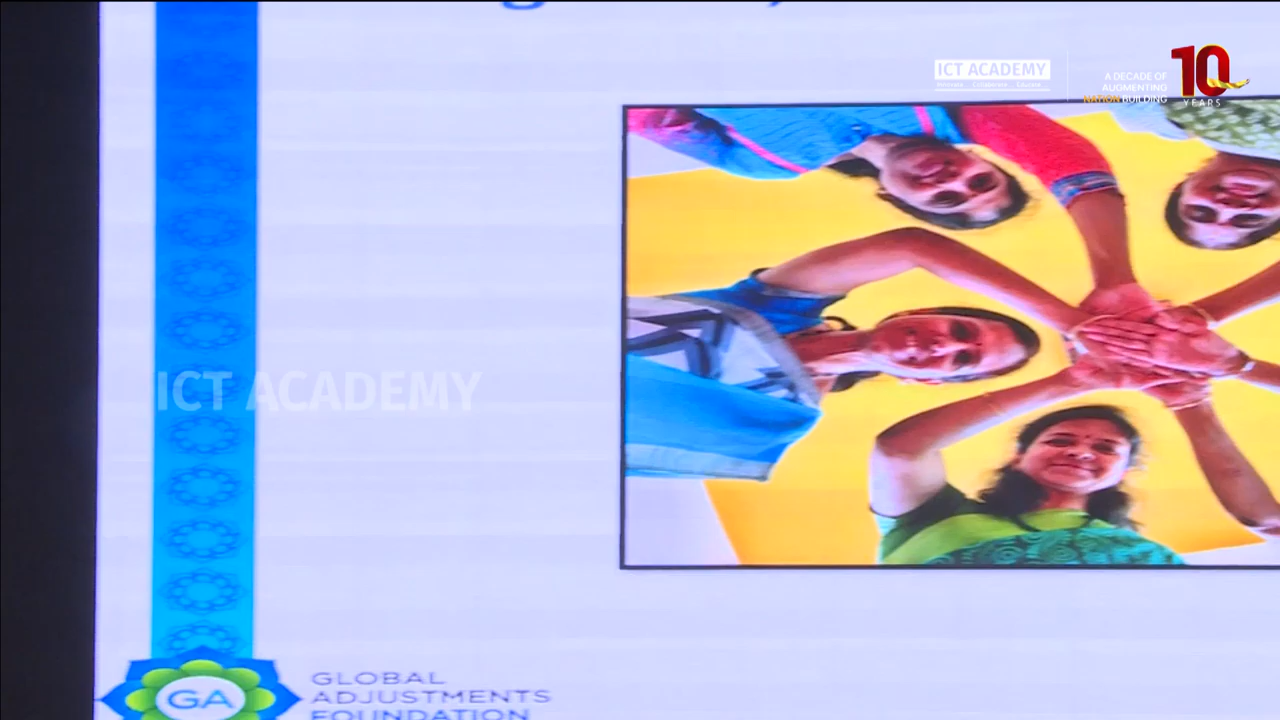 ICT ACADEMY
A DECADE OF
AUGMENTING
NATION BUILDING
10
YEARS
ICT ACADEMY
GA
GLOBAL
ADJUSTMENTS
FOUNDATION